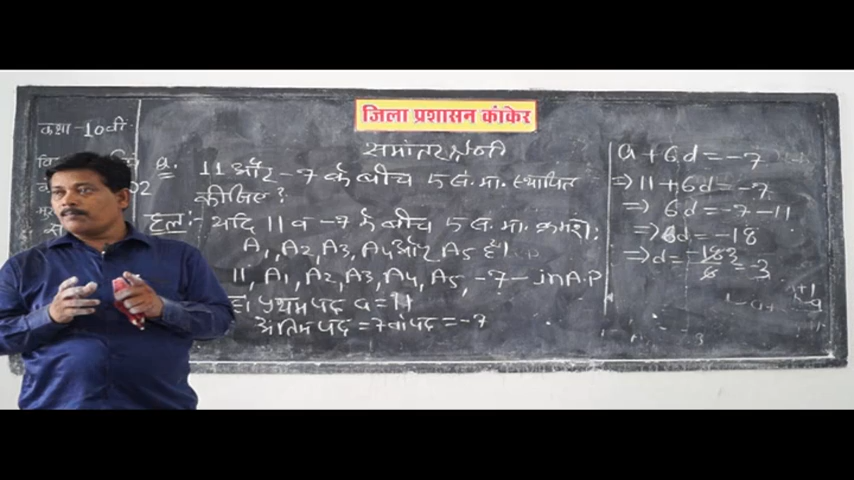 जिला प्रशासन कांकेर
कक्षा - 10वीं
समांतर श्रेणी
Q. 11 और -7 के बीच 5 स.मा. स्थापित
कीजिए?
हल:- यदि 11 व -7 के बीच 5 स.मा. क्रमशः
A1, A2, A3, A4 और A5 हैं।
11, A1, A2, A3, A4, A5, -7 - in A.P
प्रथम पद a = 11
अंतिम पद = 7वां पद = -7
a + 6d = -7
⇒ 11 + 6d = -7
⇒ 6d = -7 - 11
⇒ 6d = -18
⇒ d = -18/6 = -3